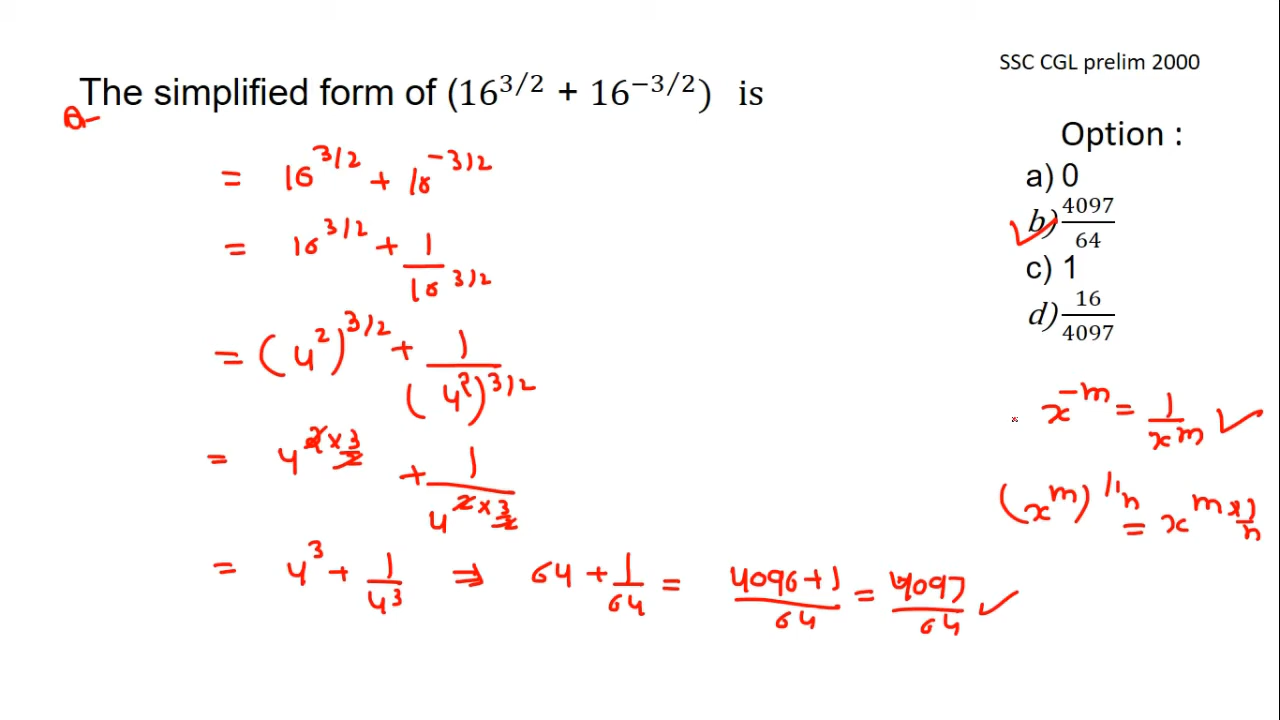 SSC CGL prelim 2000
The simplified form of (16^{3/2} + 16^{-3/2}) is
Q-
Option :
a) 0
b) 4097/64
c) 1
d) 16/4097
= 16^{3/2} + 16^{-3/2}
= 16^{3/2} + 1/16^{3/2}
= (4^2)^{3/2} + 1/(4^2)^{3/2}
= 4^{2×3/2} + 1/4^{2×3/2}
= 4^3 + 1/4^3 ⇒ 64 + 1/64 = 4096+1/64 = 4097/64 ✓
x^{-m} = 1/x^m ✓
(x^m)^{1/n} = x^{m×1/n}